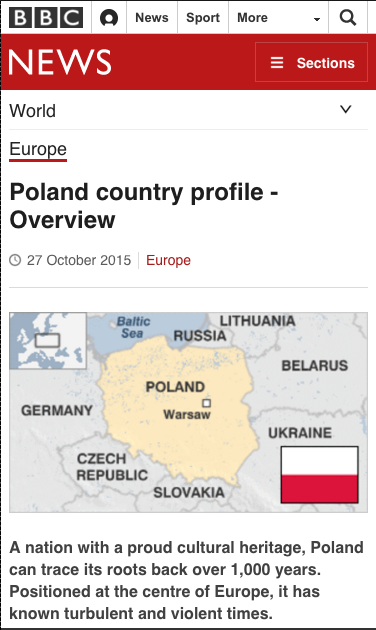 BBC News Sport More
NEWS Sections
World
Europe
Poland country profile -
Overview
27 October 2015 Europe
Baltic
Sea
LITHUANIA
RUSSIA
BELARUS
POLAND
Warsaw
GERMANY
UKRAINE
CZECH
REPUBLIC
SLOVAKIA
A nation with a proud cultural heritage, Poland
can trace its roots back over 1,000 years.
Positioned at the centre of Europe, it has
known turbulent and violent times.